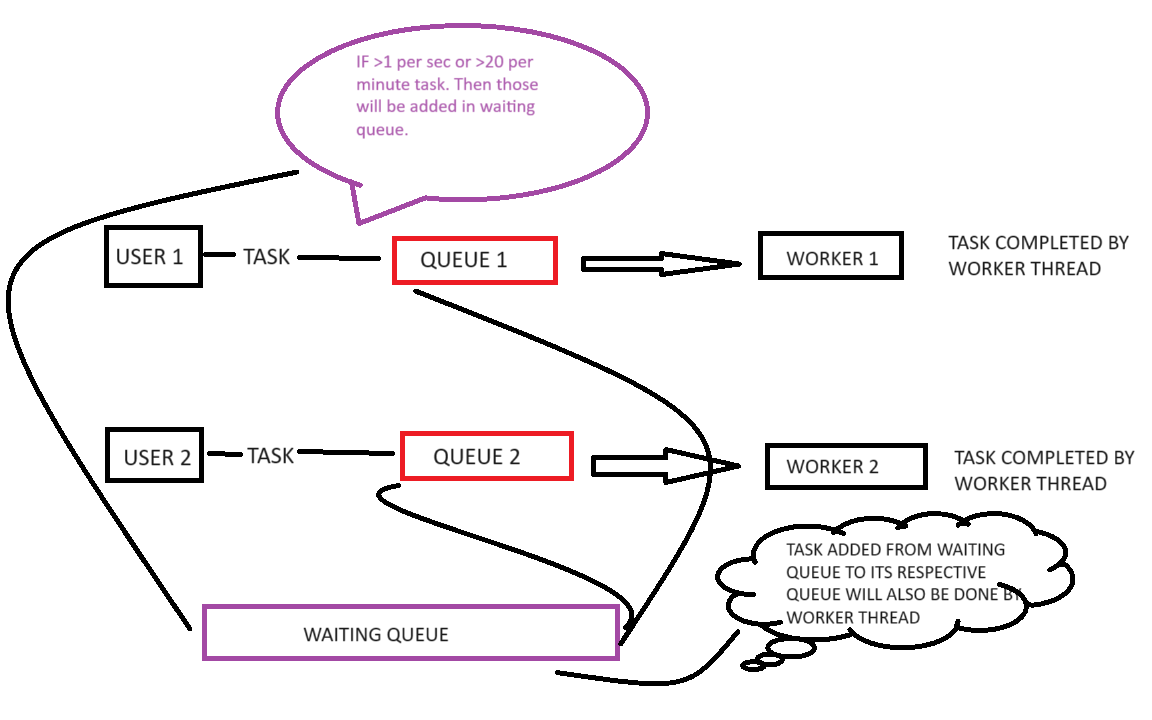 IF >1 per sec or >20 per
minute task. Then those
will be added in waiting
queue.
USER 1
TASK
QUEUE 1
WORKER 1
TASK COMPLETED BY
WORKER THREAD
USER 2
TASK
QUEUE 2
WORKER 2
TASK COMPLETED BY
WORKER THREAD
TASK ADDED FROM WAITING
QUEUE TO ITS RESPECTIVE
QUEUE WILL ALSO BE DONE BY
WORKER THREAD
WAITING QUEUE